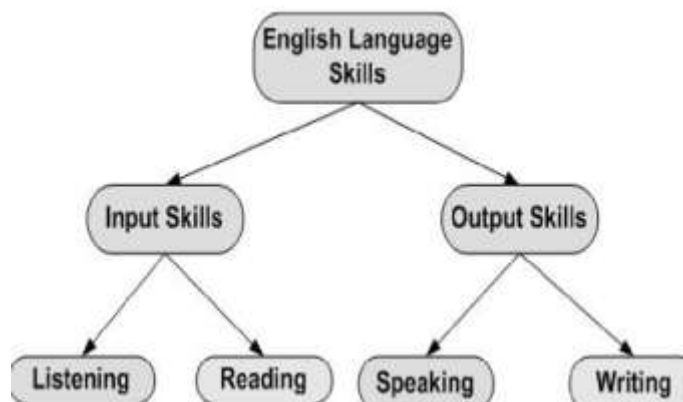 English Language
Skills
Input Skills
Output Skills
Listening
Reading
Speaking
Writing